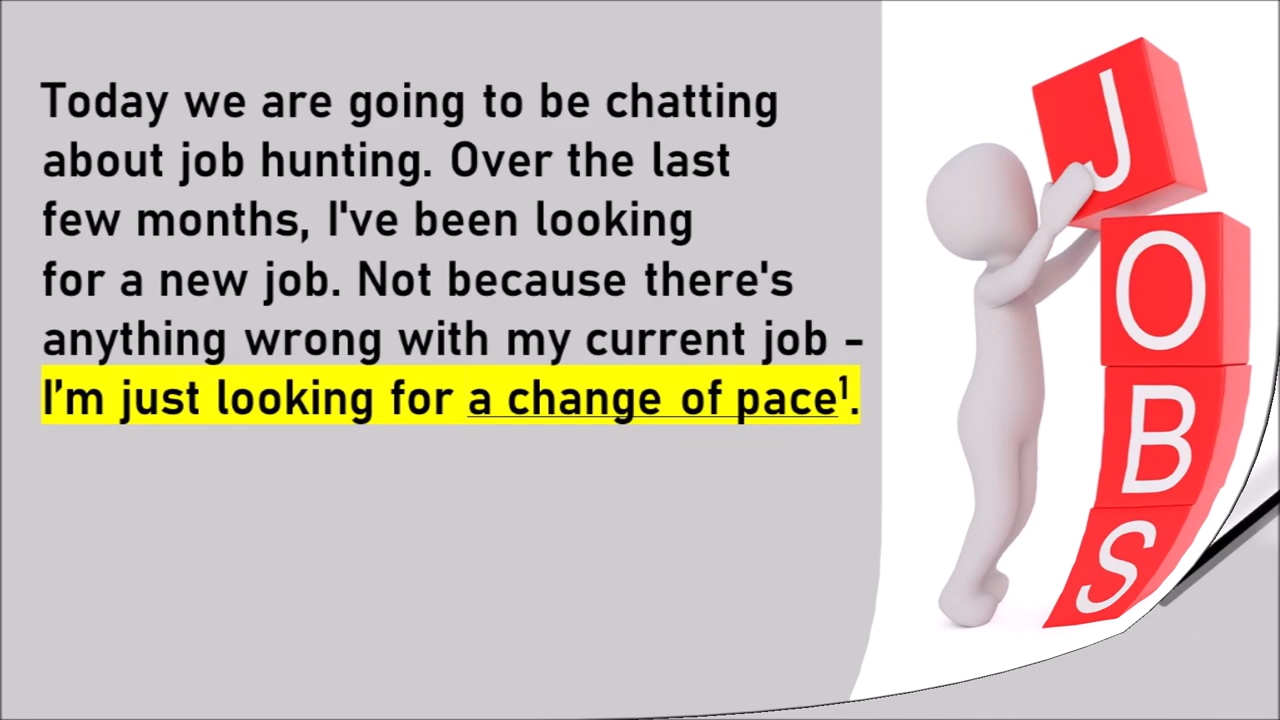 Today we are going to be chatting
about job hunting. Over the last
few months, I've been looking
for a new job. Not because there's
anything wrong with my current job -
I’m just looking for a change of pace¹.
J
O
B
S